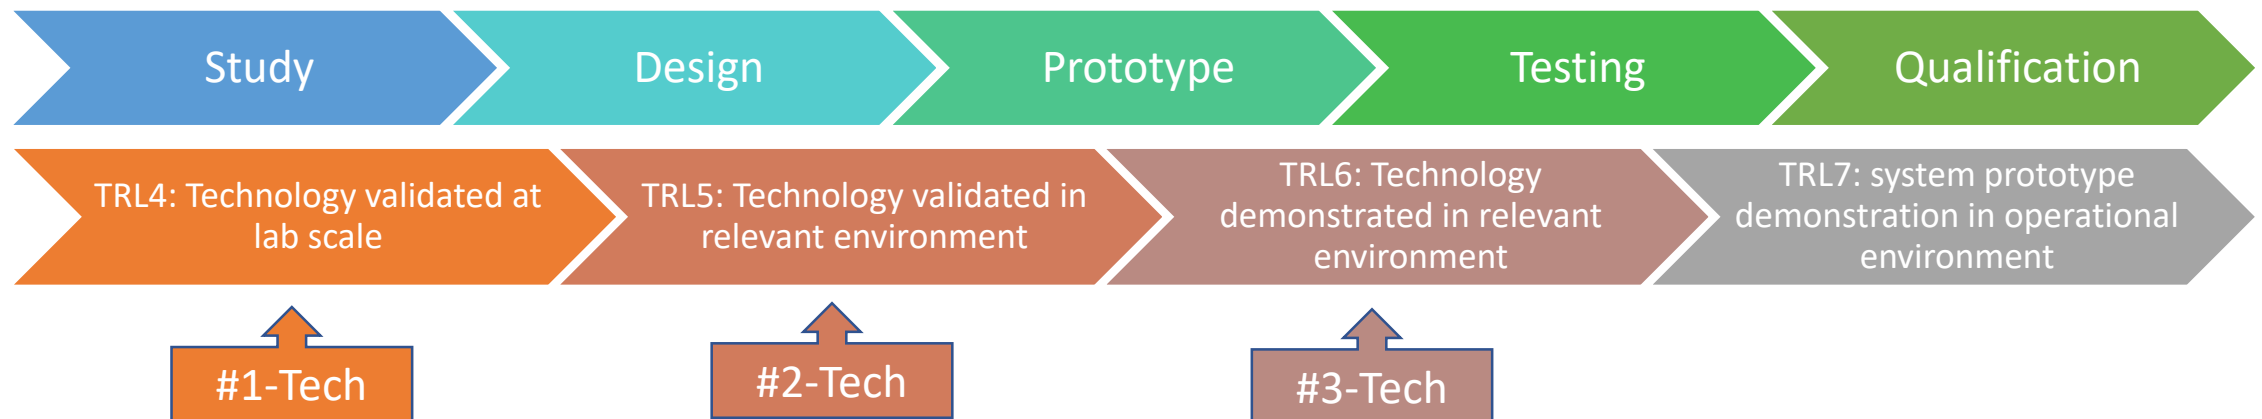 Study
Design
Prototype
Testing
Qualification
TRL4: Technology validated at
lab scale
TRL5: Technology validated in
relevant environment
TRL6: Technology
demonstrated in relevant
environment
TRL7: system prototype
demonstration in operational
environment
#1-Tech
#2-Tech
#3-Tech